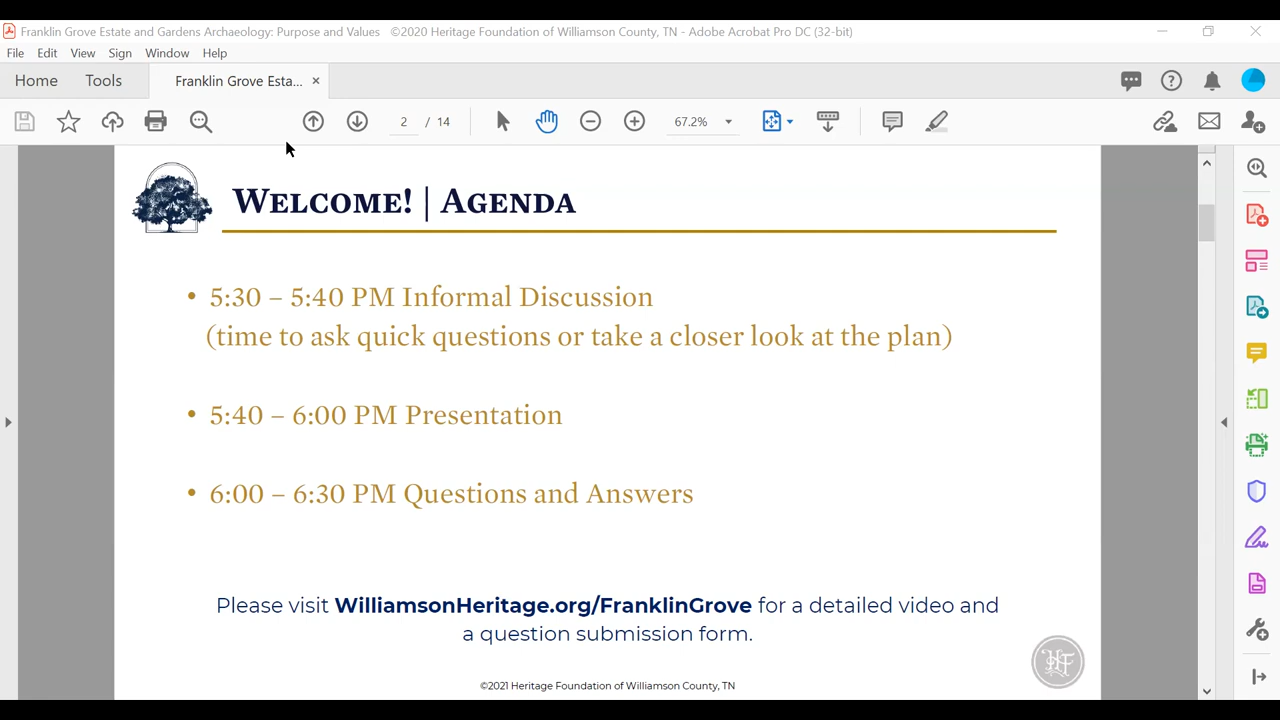 Franklin Grove Estate and Gardens Archaeology: Purpose and Values ©2020 Heritage Foundation of Williamson County, TN - Adobe Acrobat Pro DC (32-bit)
File Edit View Sign Window Help
Home Tools Franklin Grove Esta... ×
2 / 14 67.2%
WELCOME! | AGENDA
• 5:30 – 5:40 PM Informal Discussion
(time to ask quick questions or take a closer look at the plan)
• 5:40 – 6:00 PM Presentation
• 6:00 – 6:30 PM Questions and Answers
Please visit WilliamsonHeritage.org/FranklinGrove for a detailed video and
a question submission form.
HF
©2021 Heritage Foundation of Williamson County, TN